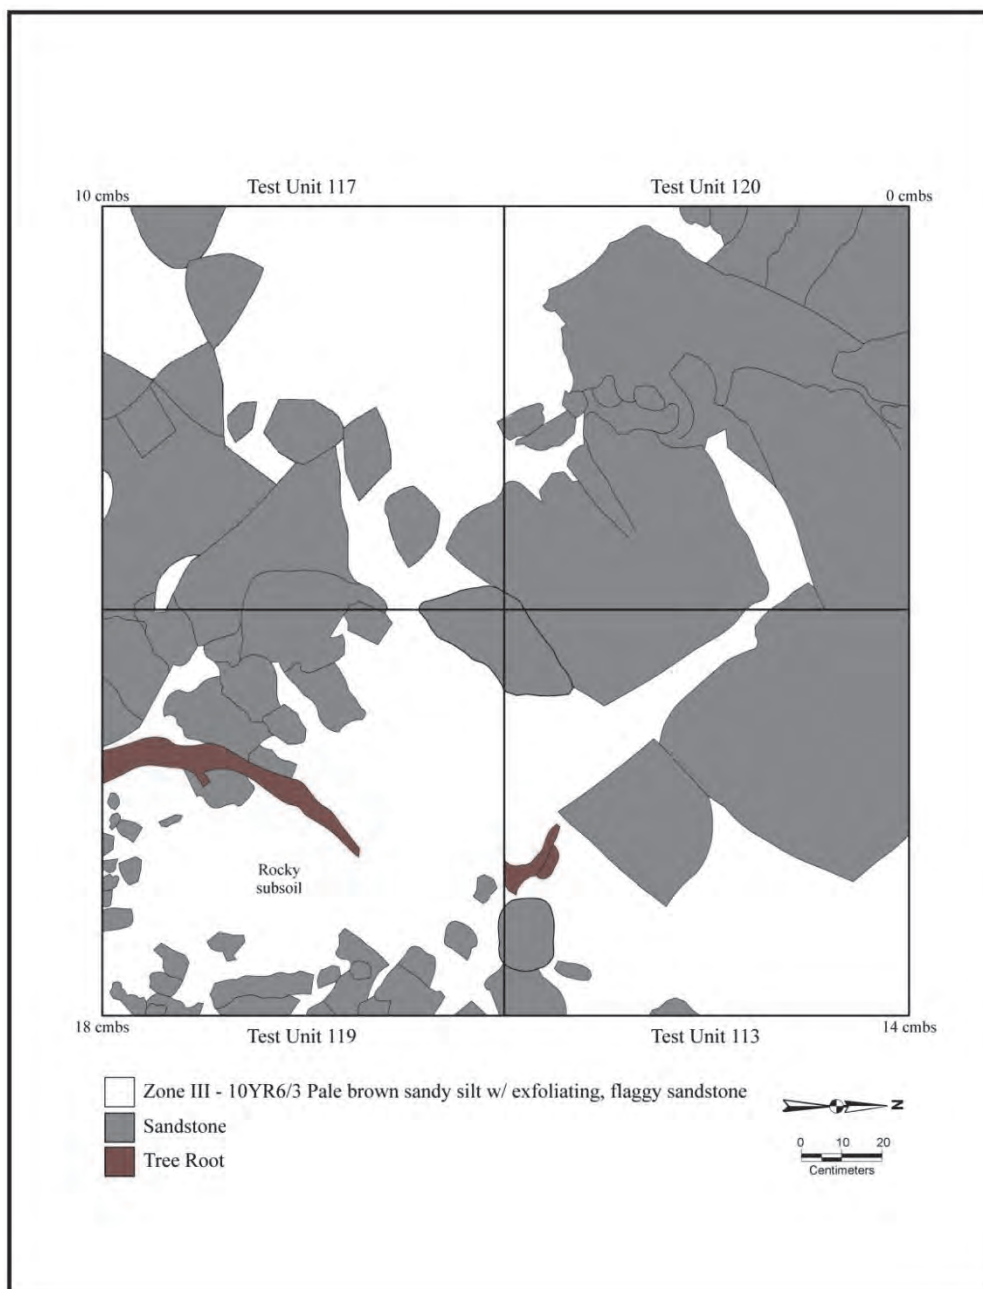 Test Unit 117
Test Unit 120
10 cmbs
0 cmbs
Rocky
subsoil
18 cmbs
14 cmbs
Test Unit 119
Test Unit 113
Zone III - 10YR6/3 Pale brown sandy silt w/ exfoliating, flaggy sandstone
Sandstone
Tree Root
N
0 10 20
Centimeters